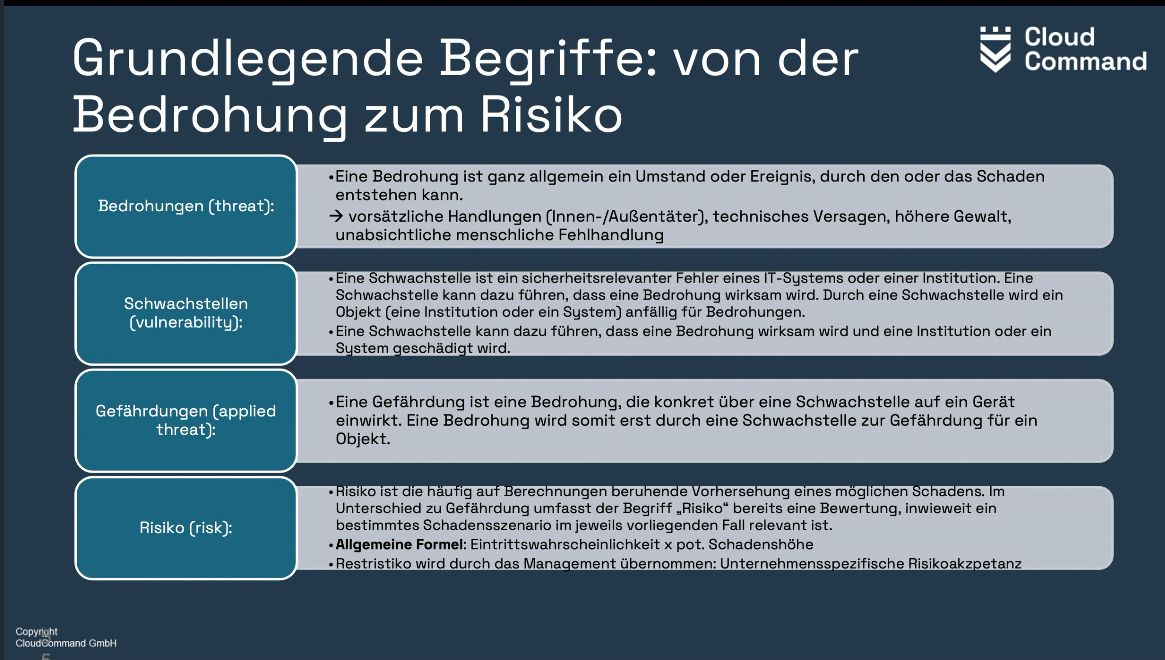 Grundlegende Begriffe: von der
Bedrohung zum Risiko
Cloud
Command
Bedrohungen (threat):
•Eine Bedrohung ist ganz allgemein ein Umstand oder Ereignis, durch den oder das Schaden
entstehen kann.
→ vorsätzliche Handlungen (Innen-/Außentäter), technisches Versagen, höhere Gewalt,
unabsichtliche menschliche Fehlhandlung
Schwachstellen
(vulnerability):
•Eine Schwachstelle ist ein sicherheitsrelevanter Fehler eines IT-Systems oder einer Institution. Eine
Schwachstelle kann dazu führen, dass eine Bedrohung wirksam wird. Durch eine Schwachstelle wird ein
Objekt (eine Institution oder ein System) anfällig für Bedrohungen.
•Eine Schwachstelle kann dazu führen, dass eine Bedrohung wirksam wird und eine Institution oder ein
System geschädigt wird.
Gefährdungen (applied
threat):
•Eine Gefährdung ist eine Bedrohung, die konkret über eine Schwachstelle auf ein Gerät
einwirkt. Eine Bedrohung wird somit erst durch eine Schwachstelle zur Gefährdung für ein
Objekt.
Risiko (risk):
•Risiko ist die häufig auf Berechnungen beruhende Vorhersehung eines möglichen Schadens. Im
Unterschied zu Gefährdung umfasst der Begriff „Risiko“ bereits eine Bewertung, inwieweit ein
bestimmtes Schadensszenario im jeweils vorliegenden Fall relevant ist.
•Allgemeine Formel: Eintrittswahrscheinlichkeit x pot. Schadenshöhe
•Restristiko wird durch das Management übernommen: Unternehmensspezifische Risikoakzpetanz
Copyright
CloudCommand GmbH